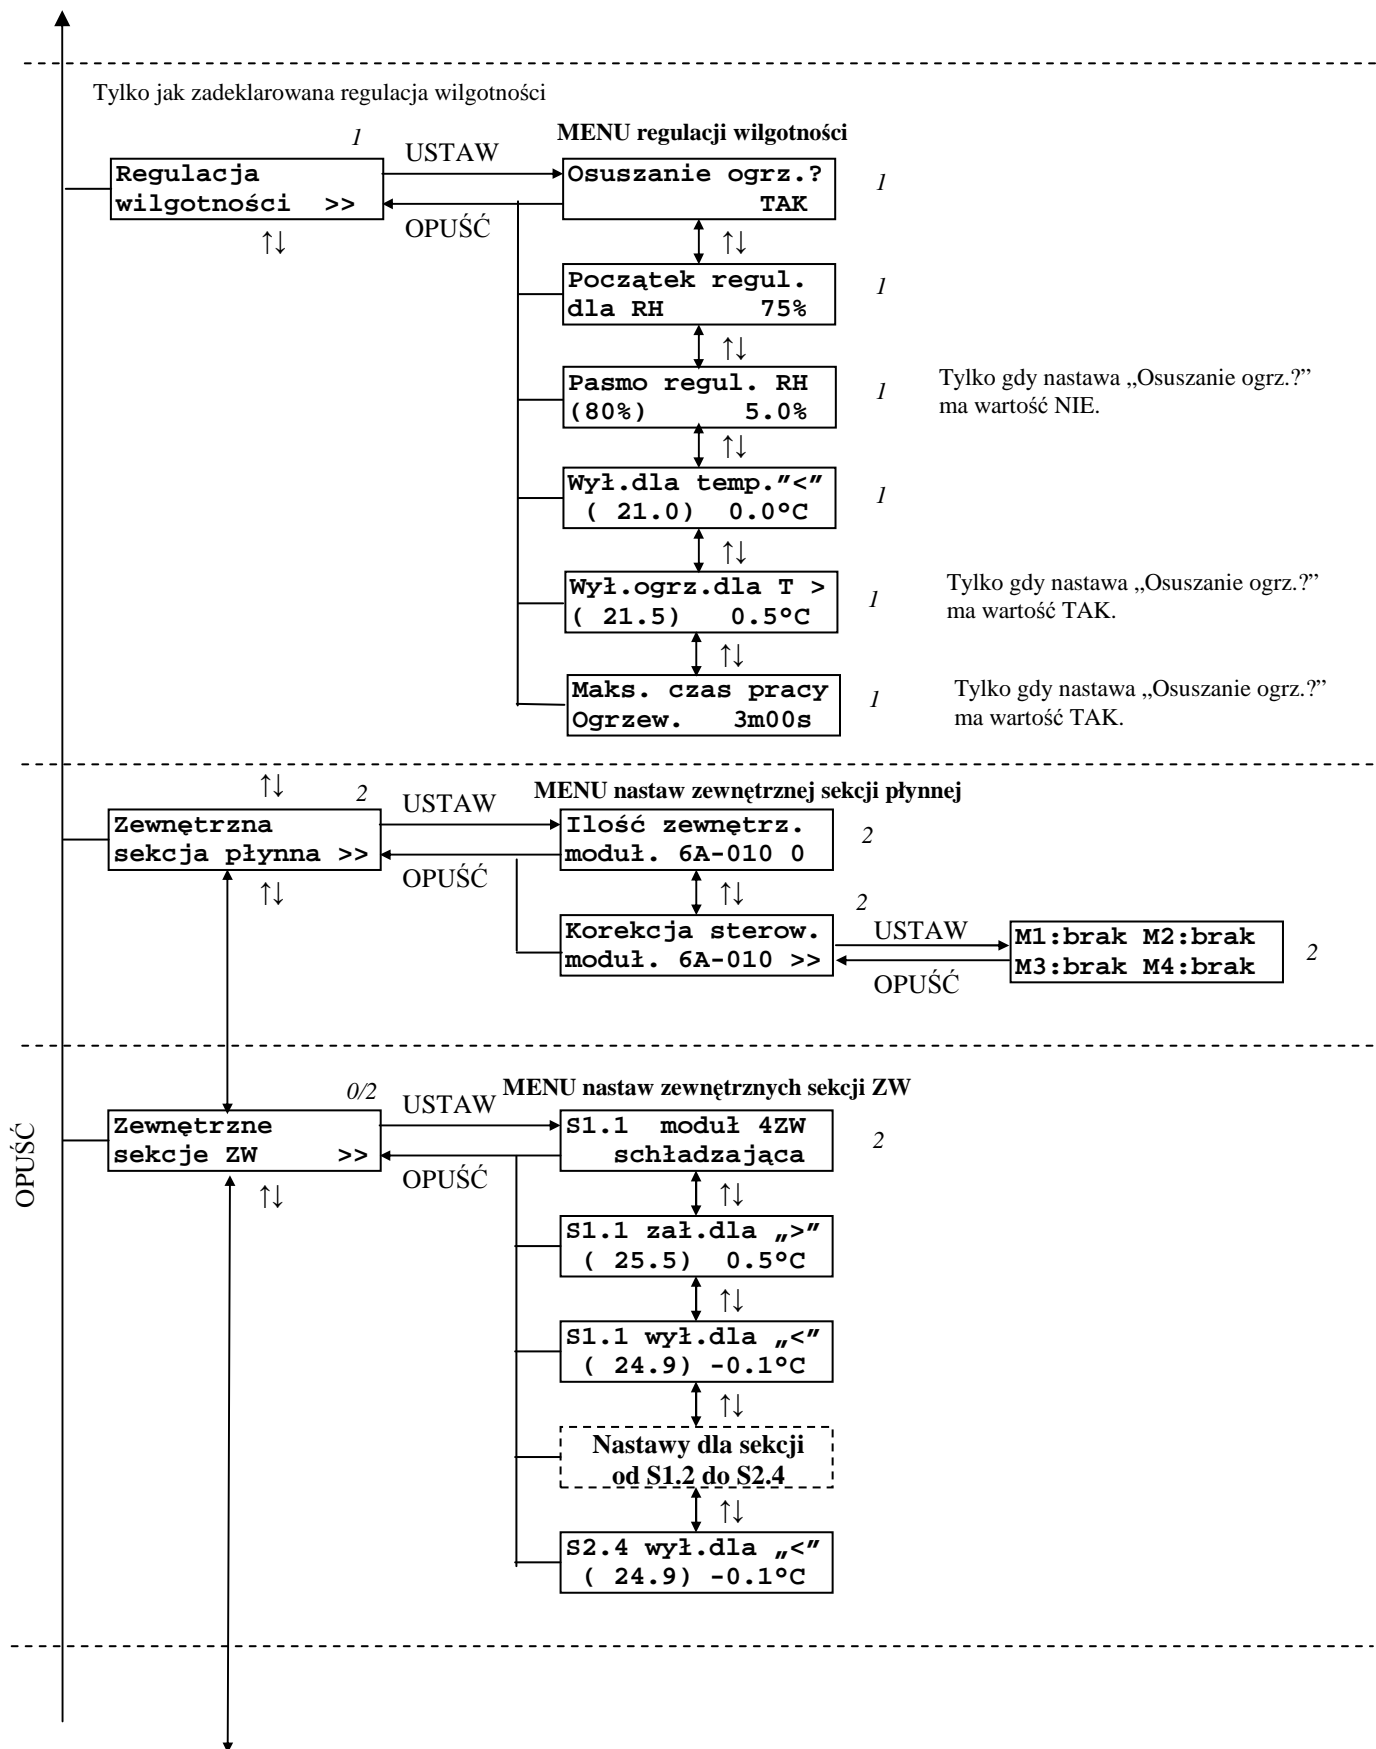 Tylko jak zadeklarowana regulacja wilgotności
1
USTAW
MENU regulacji wilgotności
Regulacja
wilgotności >>
OPUŚĆ
↑↓
Osuszanie ogrz.?
TAK
1
↑↓
Początek regul.
dla RH 75%
1
↑↓
Pasmo regul. RH
(80%) 5.0%
1
Tylko gdy nastawa „Osuszanie ogrz.?”
ma wartość NIE.
↑↓
Wył.dla temp."<"
( 21.0) 0.0°C
1
↑↓
Wył.ogrz.dla T >
( 21.5) 0.5°C
1
Tylko gdy nastawa „Osuszanie ogrz.?”
ma wartość TAK.
↑↓
Maks. czas pracy
Ogrzew. 3m00s
1
Tylko gdy nastawa „Osuszanie ogrz.?”
ma wartość TAK.
↑↓
2
USTAW
MENU nastaw zewnętrznej sekcji płynnej
Zewnętrzna
sekcja płynna >>
OPUŚĆ
↑↓
Ilość zewnętrz.
moduł. 6A-010 0
2
↑↓
2
Korekcja sterow.
moduł. 6A-010 >>
USTAW
OPUŚĆ
M1:brak M2:brak
M3:brak M4:brak
2
OPUŚĆ
0/2
USTAW
MENU nastaw zewnętrznych sekcji ZW
Zewnętrzne
sekcje ZW >>
OPUŚĆ
↑↓
S1.1 moduł 4ZW
schładzająca
2
↑↓
S1.1 zał.dla „>”
( 25.5) 0.5°C
↑↓
S1.1 wył.dla „<”
( 24.9) -0.1°C
↑↓
Nastawy dla sekcji
od S1.2 do S2.4
↑↓
S2.4 wył.dla „<”
( 24.9) -0.1°C